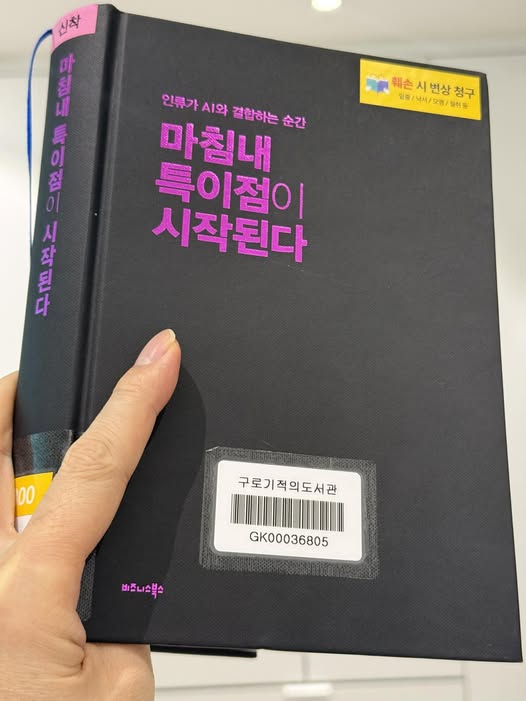 신착
마침내 특이점이 시작된다
00
훼손 시 변상 청구
인류가 AI와 결합하는 순간
마침내
특이점이
시작된다
구로기적의도서관
GK00036805
비즈니스북스